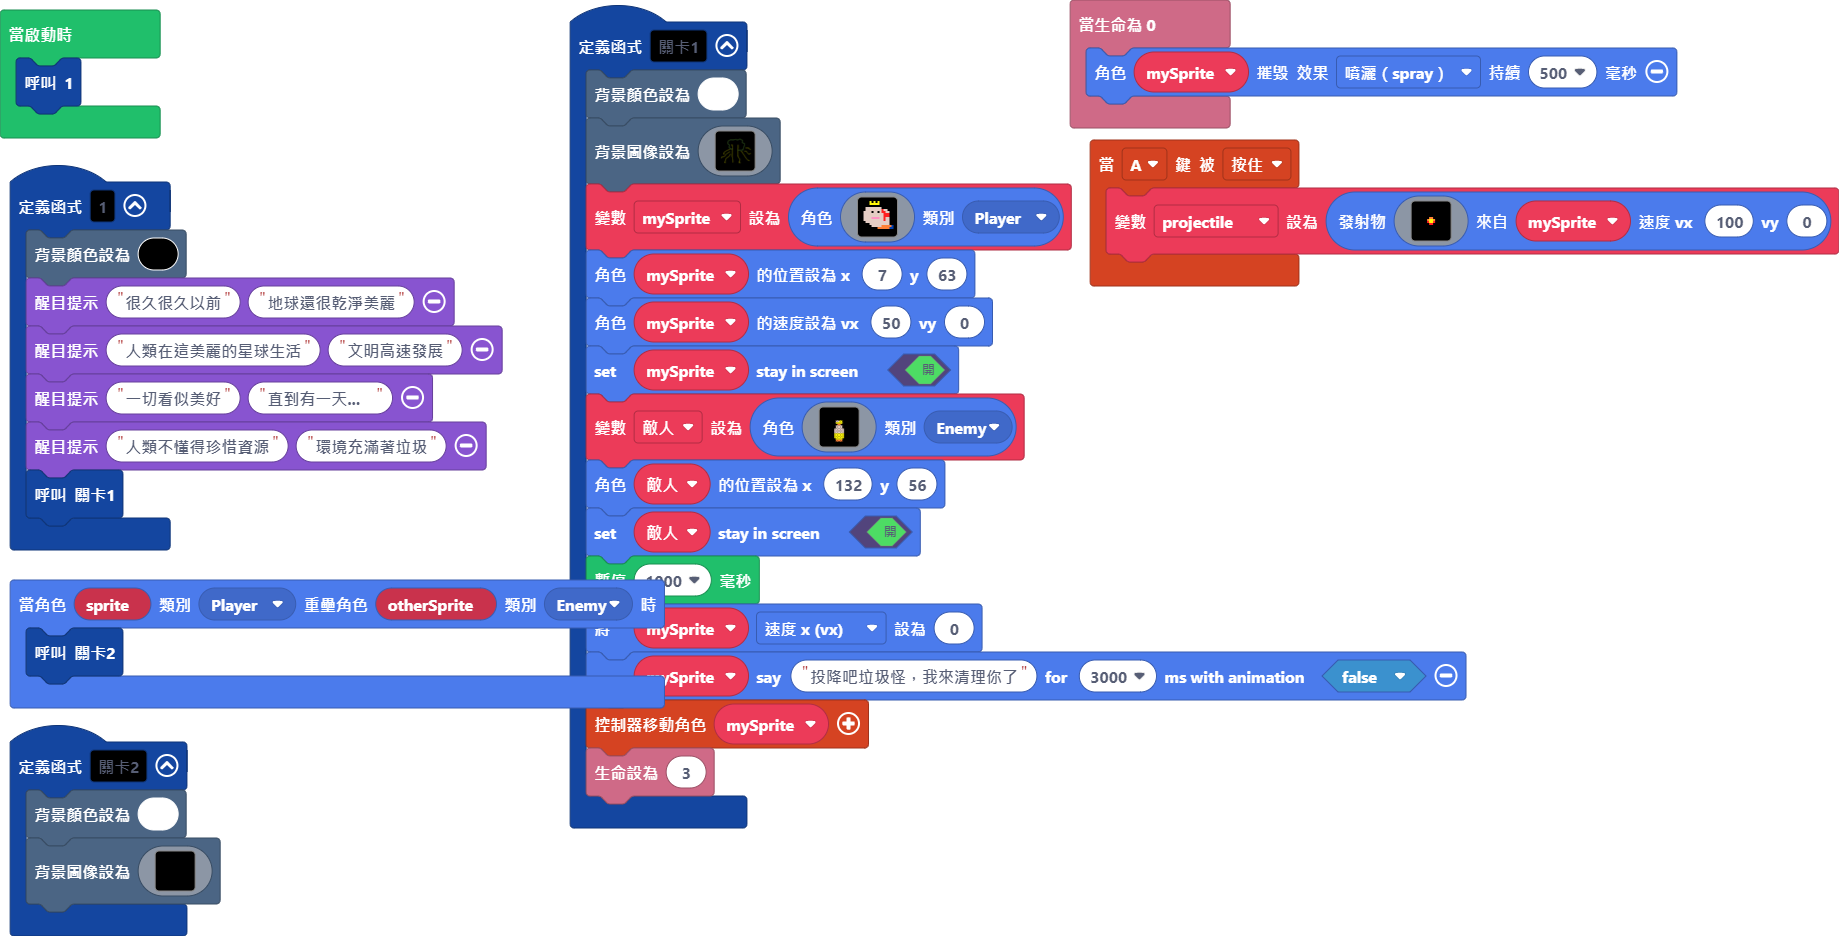 當啟動時
呼叫 1
定義函式 1
背景顏色設為
醒目提示 "很久很久以前" "地球還很乾淨美麗"
醒目提示 "人類在這美麗的星球生活" "文明高速發展"
醒目提示 "一切看似美好" "直到有一天..."
醒目提示 "人類不懂得珍惜資源" "環境充滿著垃圾"
呼叫 關卡1
當角色 sprite 類別 Player 重疊角色 otherSprite 類別 Enemy 時
呼叫 關卡2
定義函式 關卡2
背景顏色設為
背景圖像設為
定義函式 關卡1
背景顏色設為
背景圖像設為
變數 mySprite 設為 角色 類別 Player
角色 mySprite 的位置設為 x 7 y 63
角色 mySprite 的速度設為 vx 50 vy 0
set mySprite stay in screen 開
變數 敵人 設為 角色 類別 Enemy
角色 敵人 的位置設為 x 132 y 56
set 敵人 stay in screen 開
暫停 1000 毫秒
將 mySprite 速度 x (vx) 設為 0
mySprite say "投降吧垃圾怪，我來清理你了" for 3000 ms with animation false
控制器移動角色 mySprite
生命設為 3
當生命為 0
角色 mySprite 摧毀 效果 噴灑 ( spray ) 持續 500 毫秒
當 A 鍵 被 按住
變數 projectile 設為 發射物 來自 mySprite 速度 vx 100 vy 0